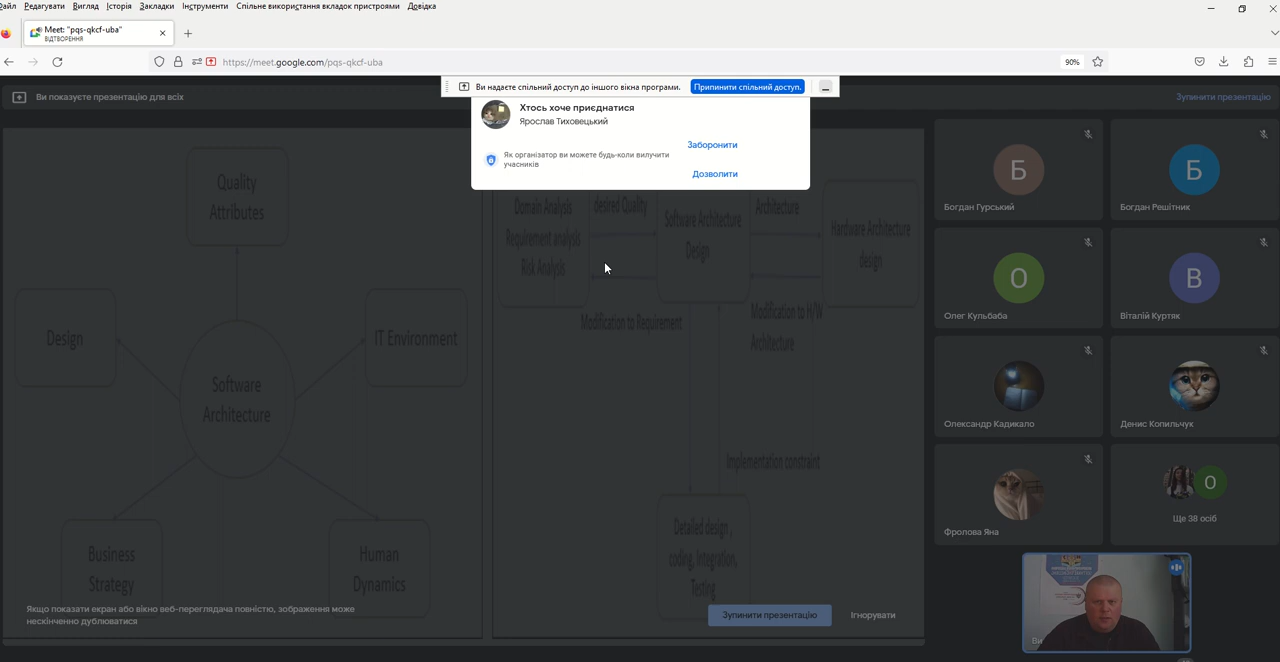 Файл Редагувати Вигляд Історія Закладки Інструменти Спільне використання вкладок пристроями Довідка
Meet: "pqs-qkcf-uba"
ВІДТВОРЕННЯ
https://meet.google.com/pqs-qkcf-uba
90%
Ви надаєте спільний доступ до іншого вікна програми.
Припинити спільний доступ.
Ви показуєте презентацію для всіх
Зупинити презентацію
Хтось хоче приєднатися
Ярослав Тиховецький
Заборонити
Як організатор ви можете будь-коли вилучити
учасників
Дозволити
Quality
Attributes
Design
IT Environment
Software
Architecture
Business
Strategy
Human
Dynamics
Domain Analysis
Requirement analysis
Risk Analysis
desired Quality
Software Architecture
Design
Architecture
Hardware Architecture
design
Modification to Requirement
Modification to H/W
Architecture
Implementation constraint
Detailed design ,
coding, integration,
Testing
Якщо показати екран або вікно веб-переглядача повністю, зображення може
нескінченно дублюватися
Зупинити презентацію
Ігнорувати
Б
Богдан Гурський
Б
Богдан Решітник
О
Олег Кульбаба
В
Віталій Куртяк
Олександр Кадикало
Денис Копильчук
Фролова Яна
О
Ще 38 осіб
Ви